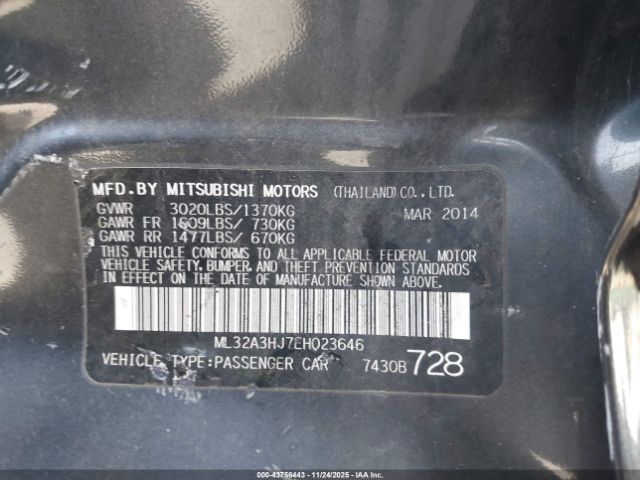 MFD. BY MITSUBISHI MOTORS (THAILAND) CO., LTD.
GVWR 3020LBS/1370KG MAR 2014
GAWR FR 1609LBS/ 730KG
GAWR RR 1477LBS/ 670KG
THIS VEHICLE CONFORMS TO ALL APPLICABLE FEDERAL MOTOR
VEHICLE SAFETY, BUMPER, AND THEFT PREVENTION STANDARDS
IN EFFECT ON THE DATE OF MANUFACTURE SHOWN ABOVE.
ML32A3HJ7EH023646
VEHICLE TYPE:PASSENGER CAR 7430B 728
000-43756443 - 11/24/2025 - Copyright © IAA